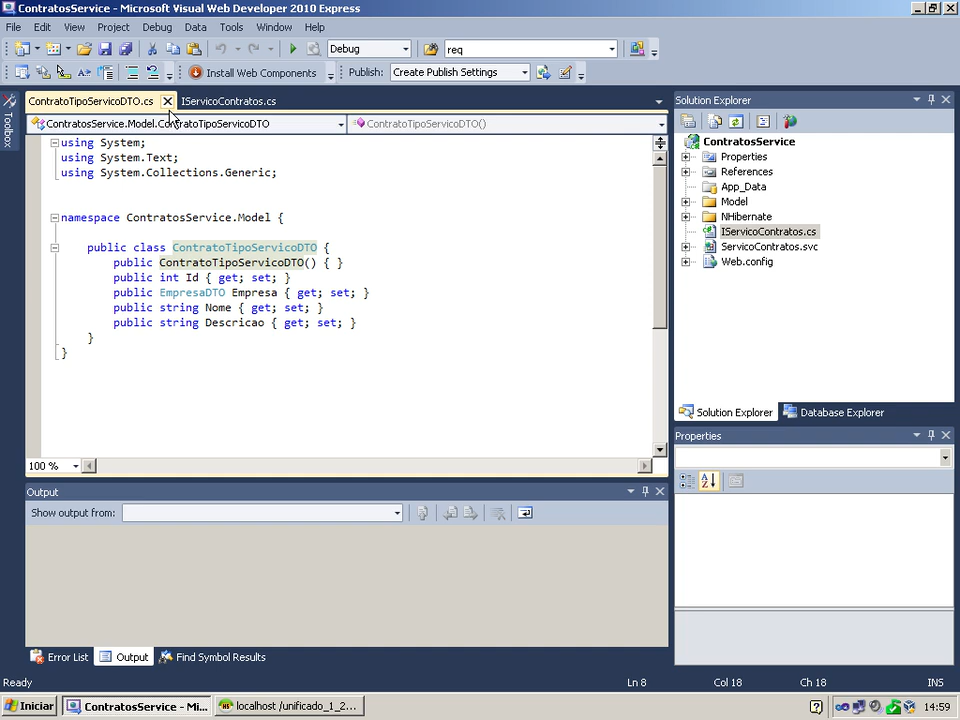 ContratosService - Microsoft Visual Web Developer 2010 Express
File Edit View Project Debug Data Tools Window Help
Debug req
Install Web Components Publish: Create Publish Settings
ContratoTipoServicoDTO.cs IServicoContratos.cs
ContratosService.Model.ContratoTipoServicoDTO ContratoTipoServicoDTO()
Toolbox
using System;
using System.Text;
using System.Collections.Generic;
namespace ContratosService.Model {
public class ContratoTipoServicoDTO {
public ContratoTipoServicoDTO() { }
public int Id { get; set; }
public EmpresaDTO Empresa { get; set; }
public string Nome { get; set; }
public string Descricao { get; set; }
}
}
100 %
Output
Show output from:
Error List Output Find Symbol Results
Solution Explorer
ContratosService
Properties
References
App_Data
Model
NHibernate
IServicoContratos.cs
ServicoContratos.svc
Web.config
Solution Explorer Database Explorer
Properties
Ready Ln 8 Col 18 Ch 18 INS
Iniciar ContratosService - Mi... localhost /unificado_1_2... 14:59